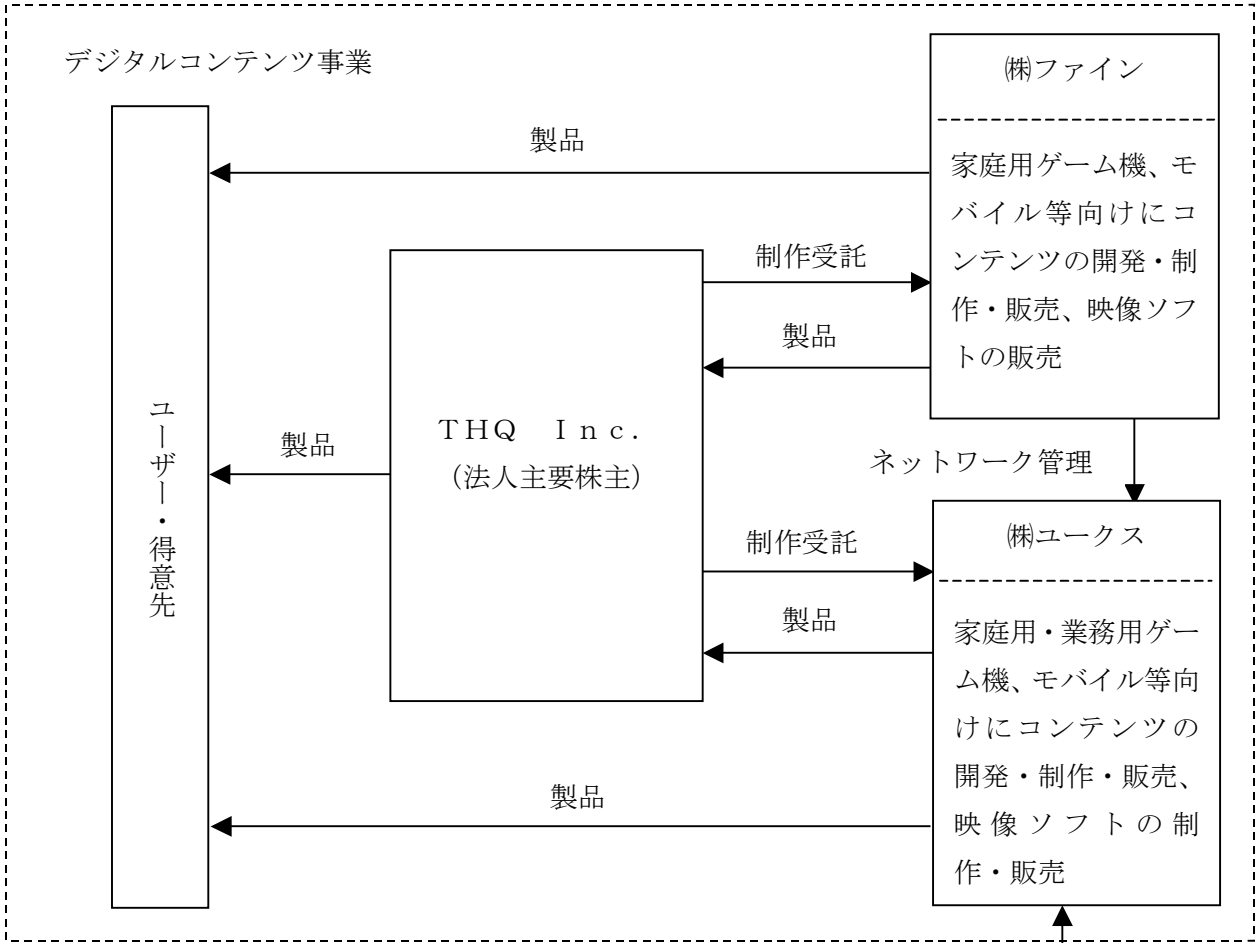 デジタルコンテンツ事業
㈱ファイン
製品
家庭用ゲーム機、モ
バイル等向けにコ
ンテンツの開発・制
作・販売、映像ソフ
トの販売
制作受託
製品
ユーザー・得意先
製品
ＴＨＱ　Ｉｎｃ．
（法人主要株主）
ネットワーク管理
㈱ユークス
制作受託
製品
家庭用・業務用ゲー
ム機、モバイル等向
けにコンテンツの
開発・制作・販売、
映像ソフトの制
作・販売
製品